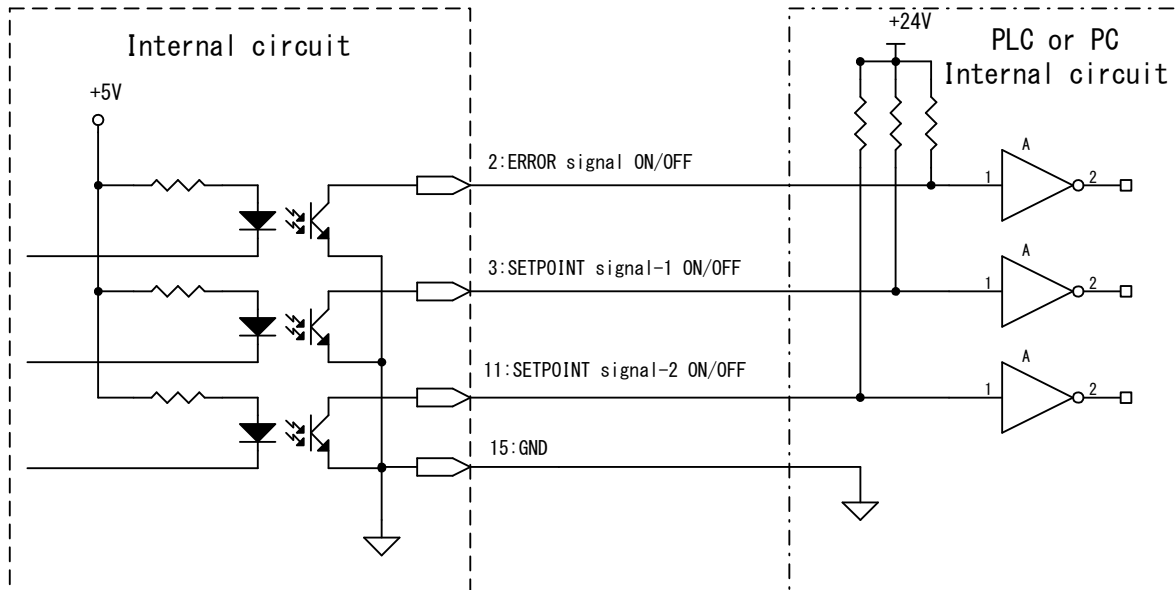 Internal circuit
+5V
2:ERROR signal ON/OFF
3:SETPOINT signal-1 ON/OFF
11:SETPOINT signal-2 ON/OFF
15:GND
+24V
PLC or PC
Internal circuit
A
1 2
A
1 2
A
1 2